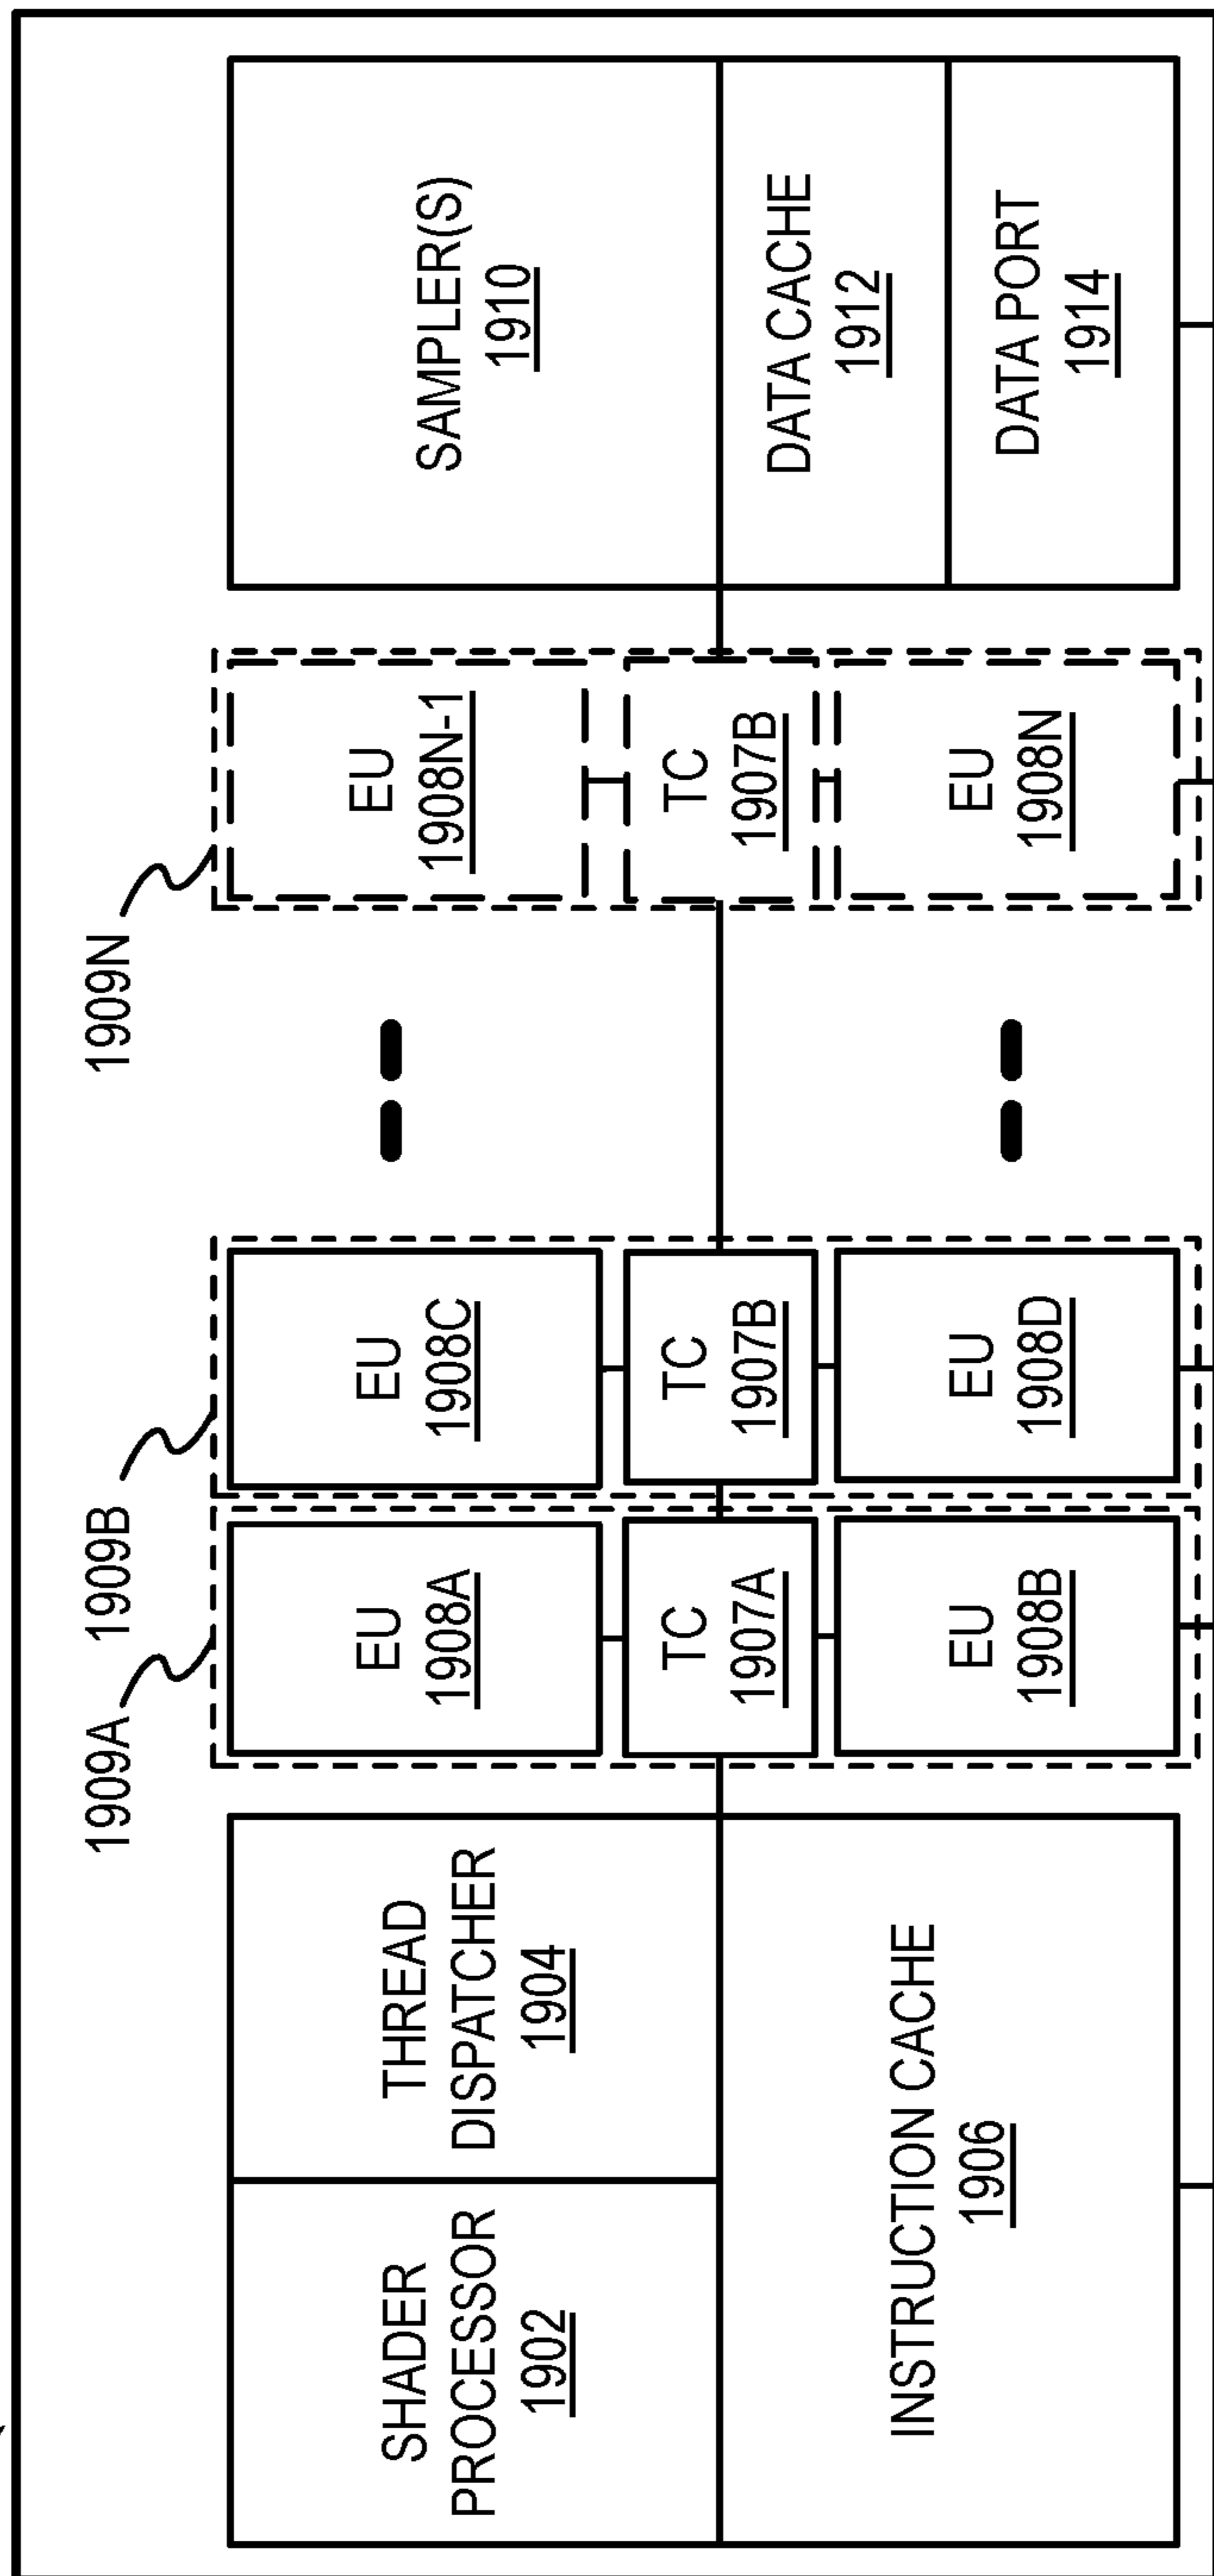 1909A
1909B
1909N
SHADER
PROCESSOR
1902
THREAD
DISPATCHER
1904
EU
1908A
EU
1908C
EU
1908N-1
SAMPLER(S)
1910
TC
1907A
TC
1907B
TC
1907B
DATA CACHE
1912
INSTRUCTION CACHE
1906
EU
1908B
EU
1908D
EU
1908N
DATA PORT
1914